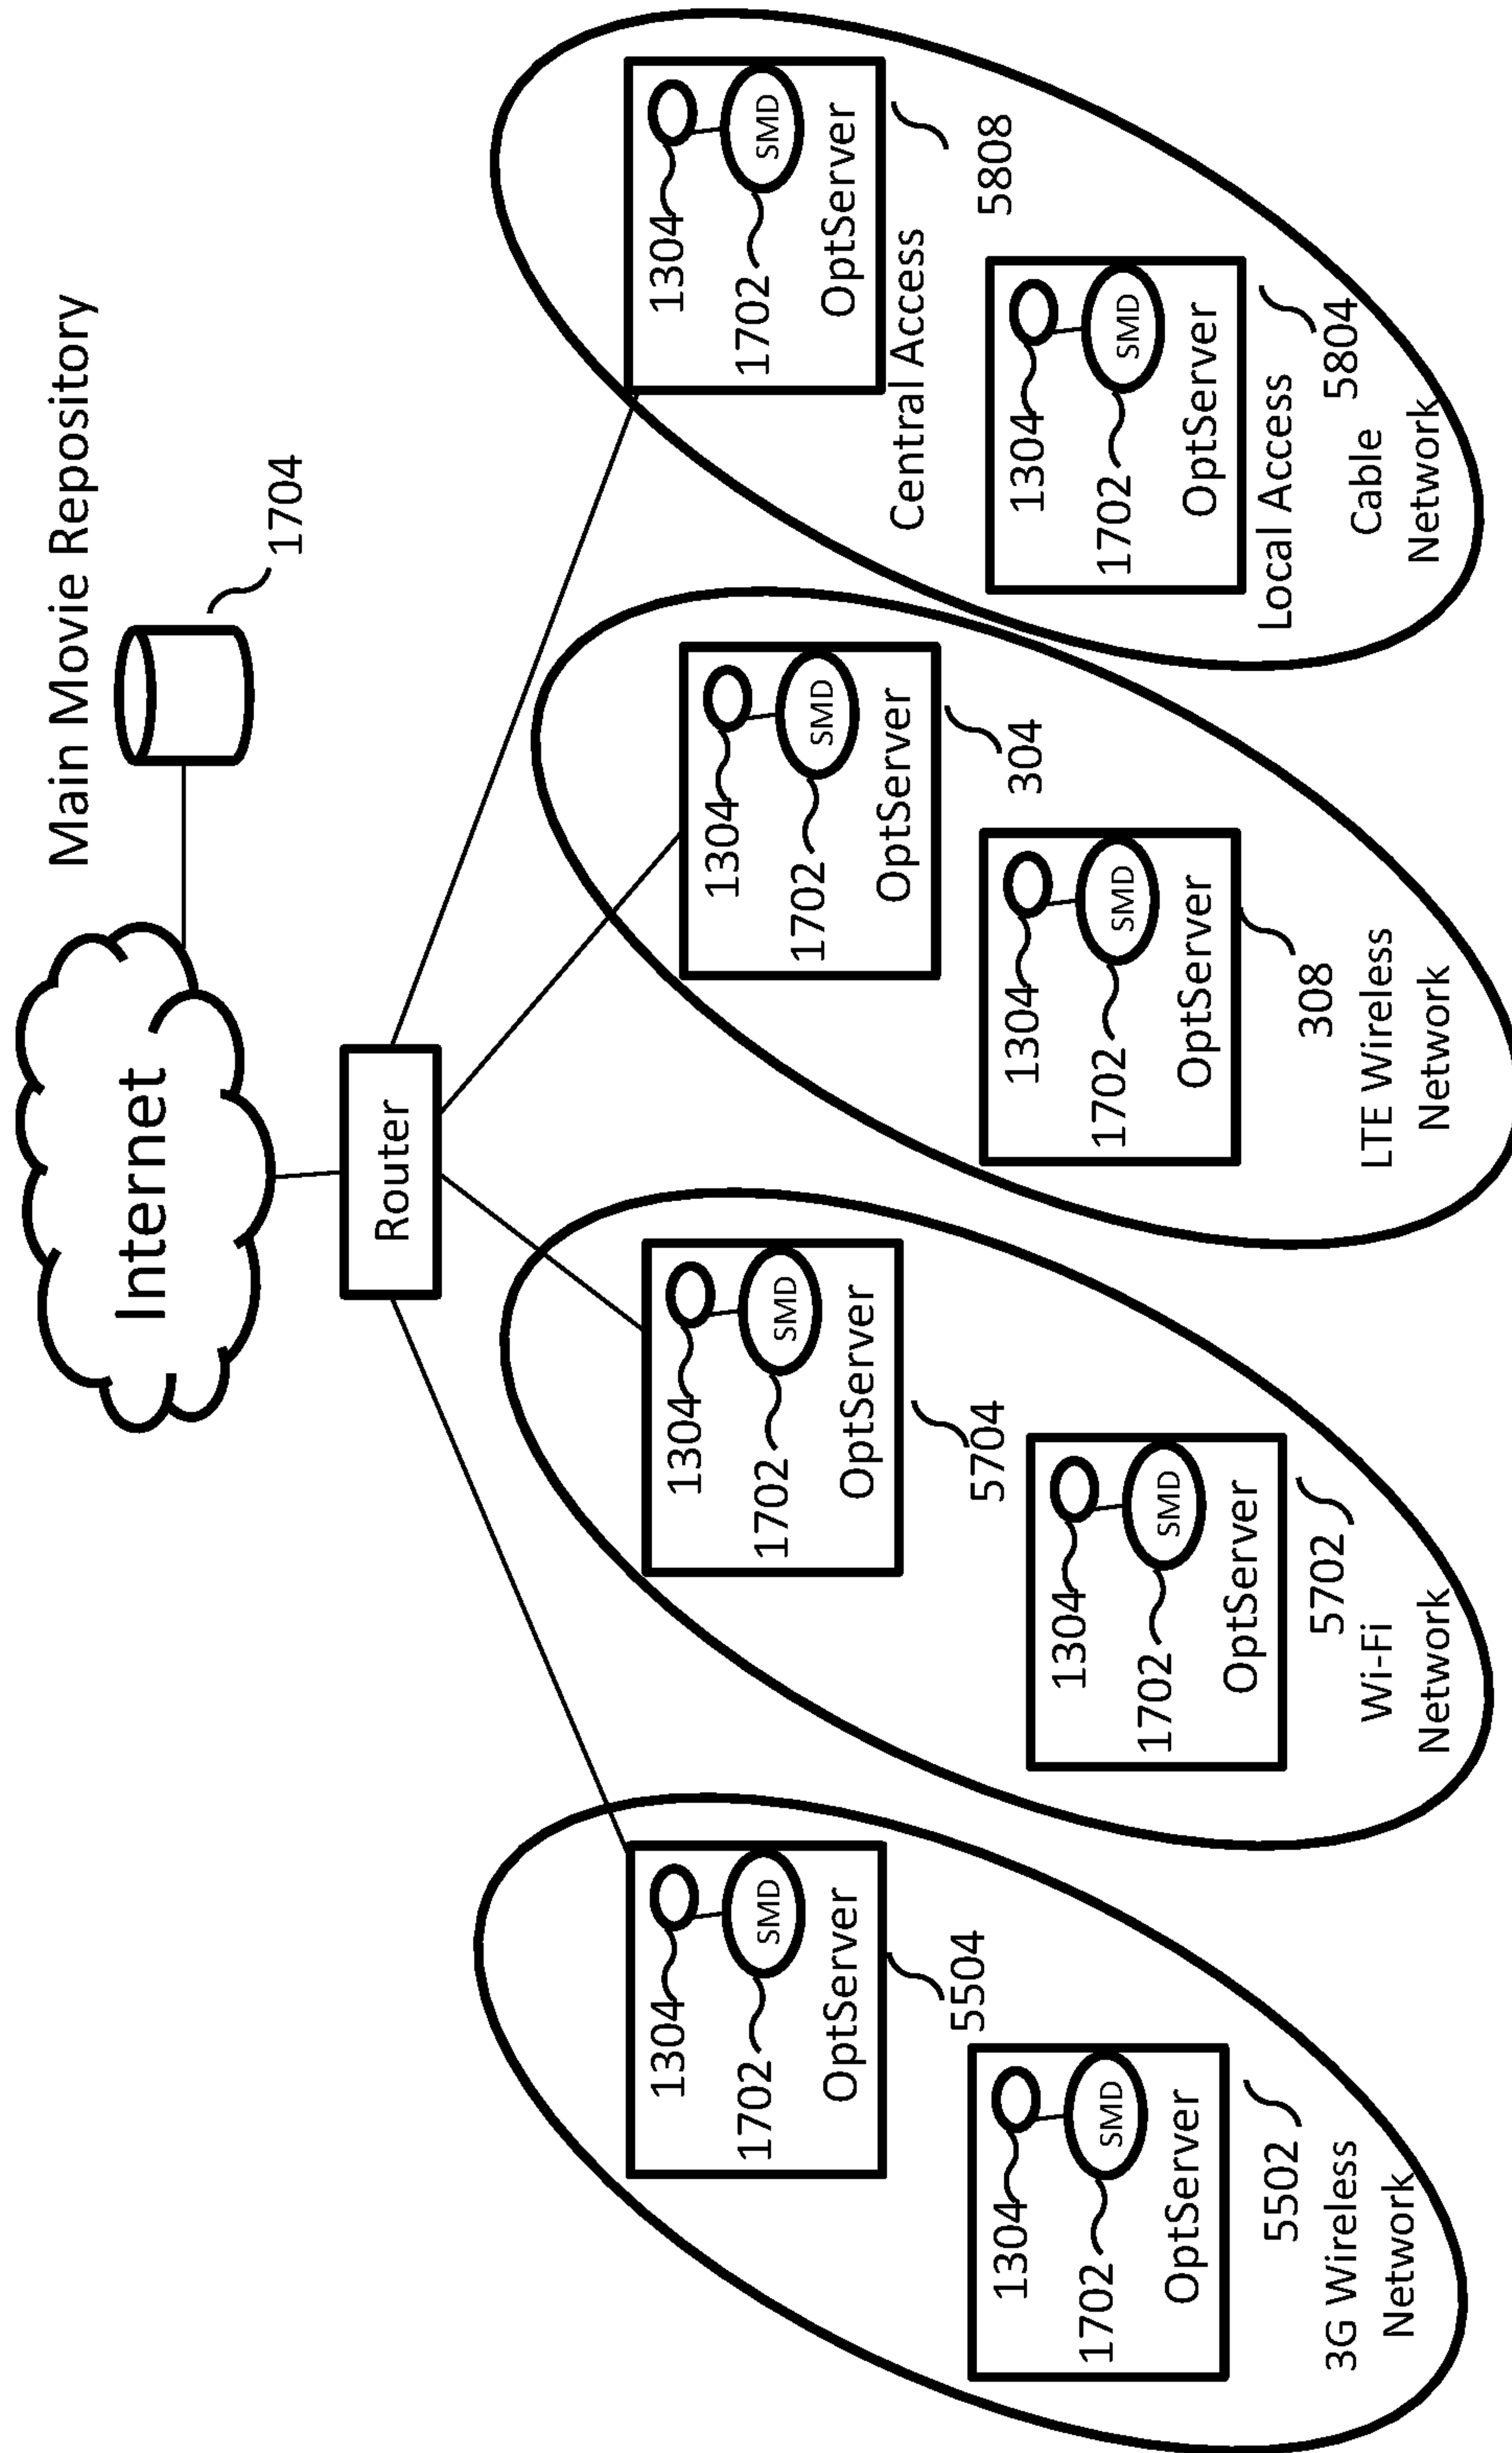 Main Movie Repository
1704
Internet
Router
1304
SMD
1702
OptServer
5504
1304
SMD
1702
OptServer
5502
3G Wireless
Network
1304
SMD
1702
OptServer
5704
1304
SMD
1702
OptServer
5702
Wi-Fi
Network
1304
SMD
1702
OptServer
304
1304
SMD
1702
OptServer
308
LTE Wireless
Network
1304
SMD
1702
OptServer
Central Access
5808
1304
SMD
1702
OptServer
Local Access
5804
Cable
Network